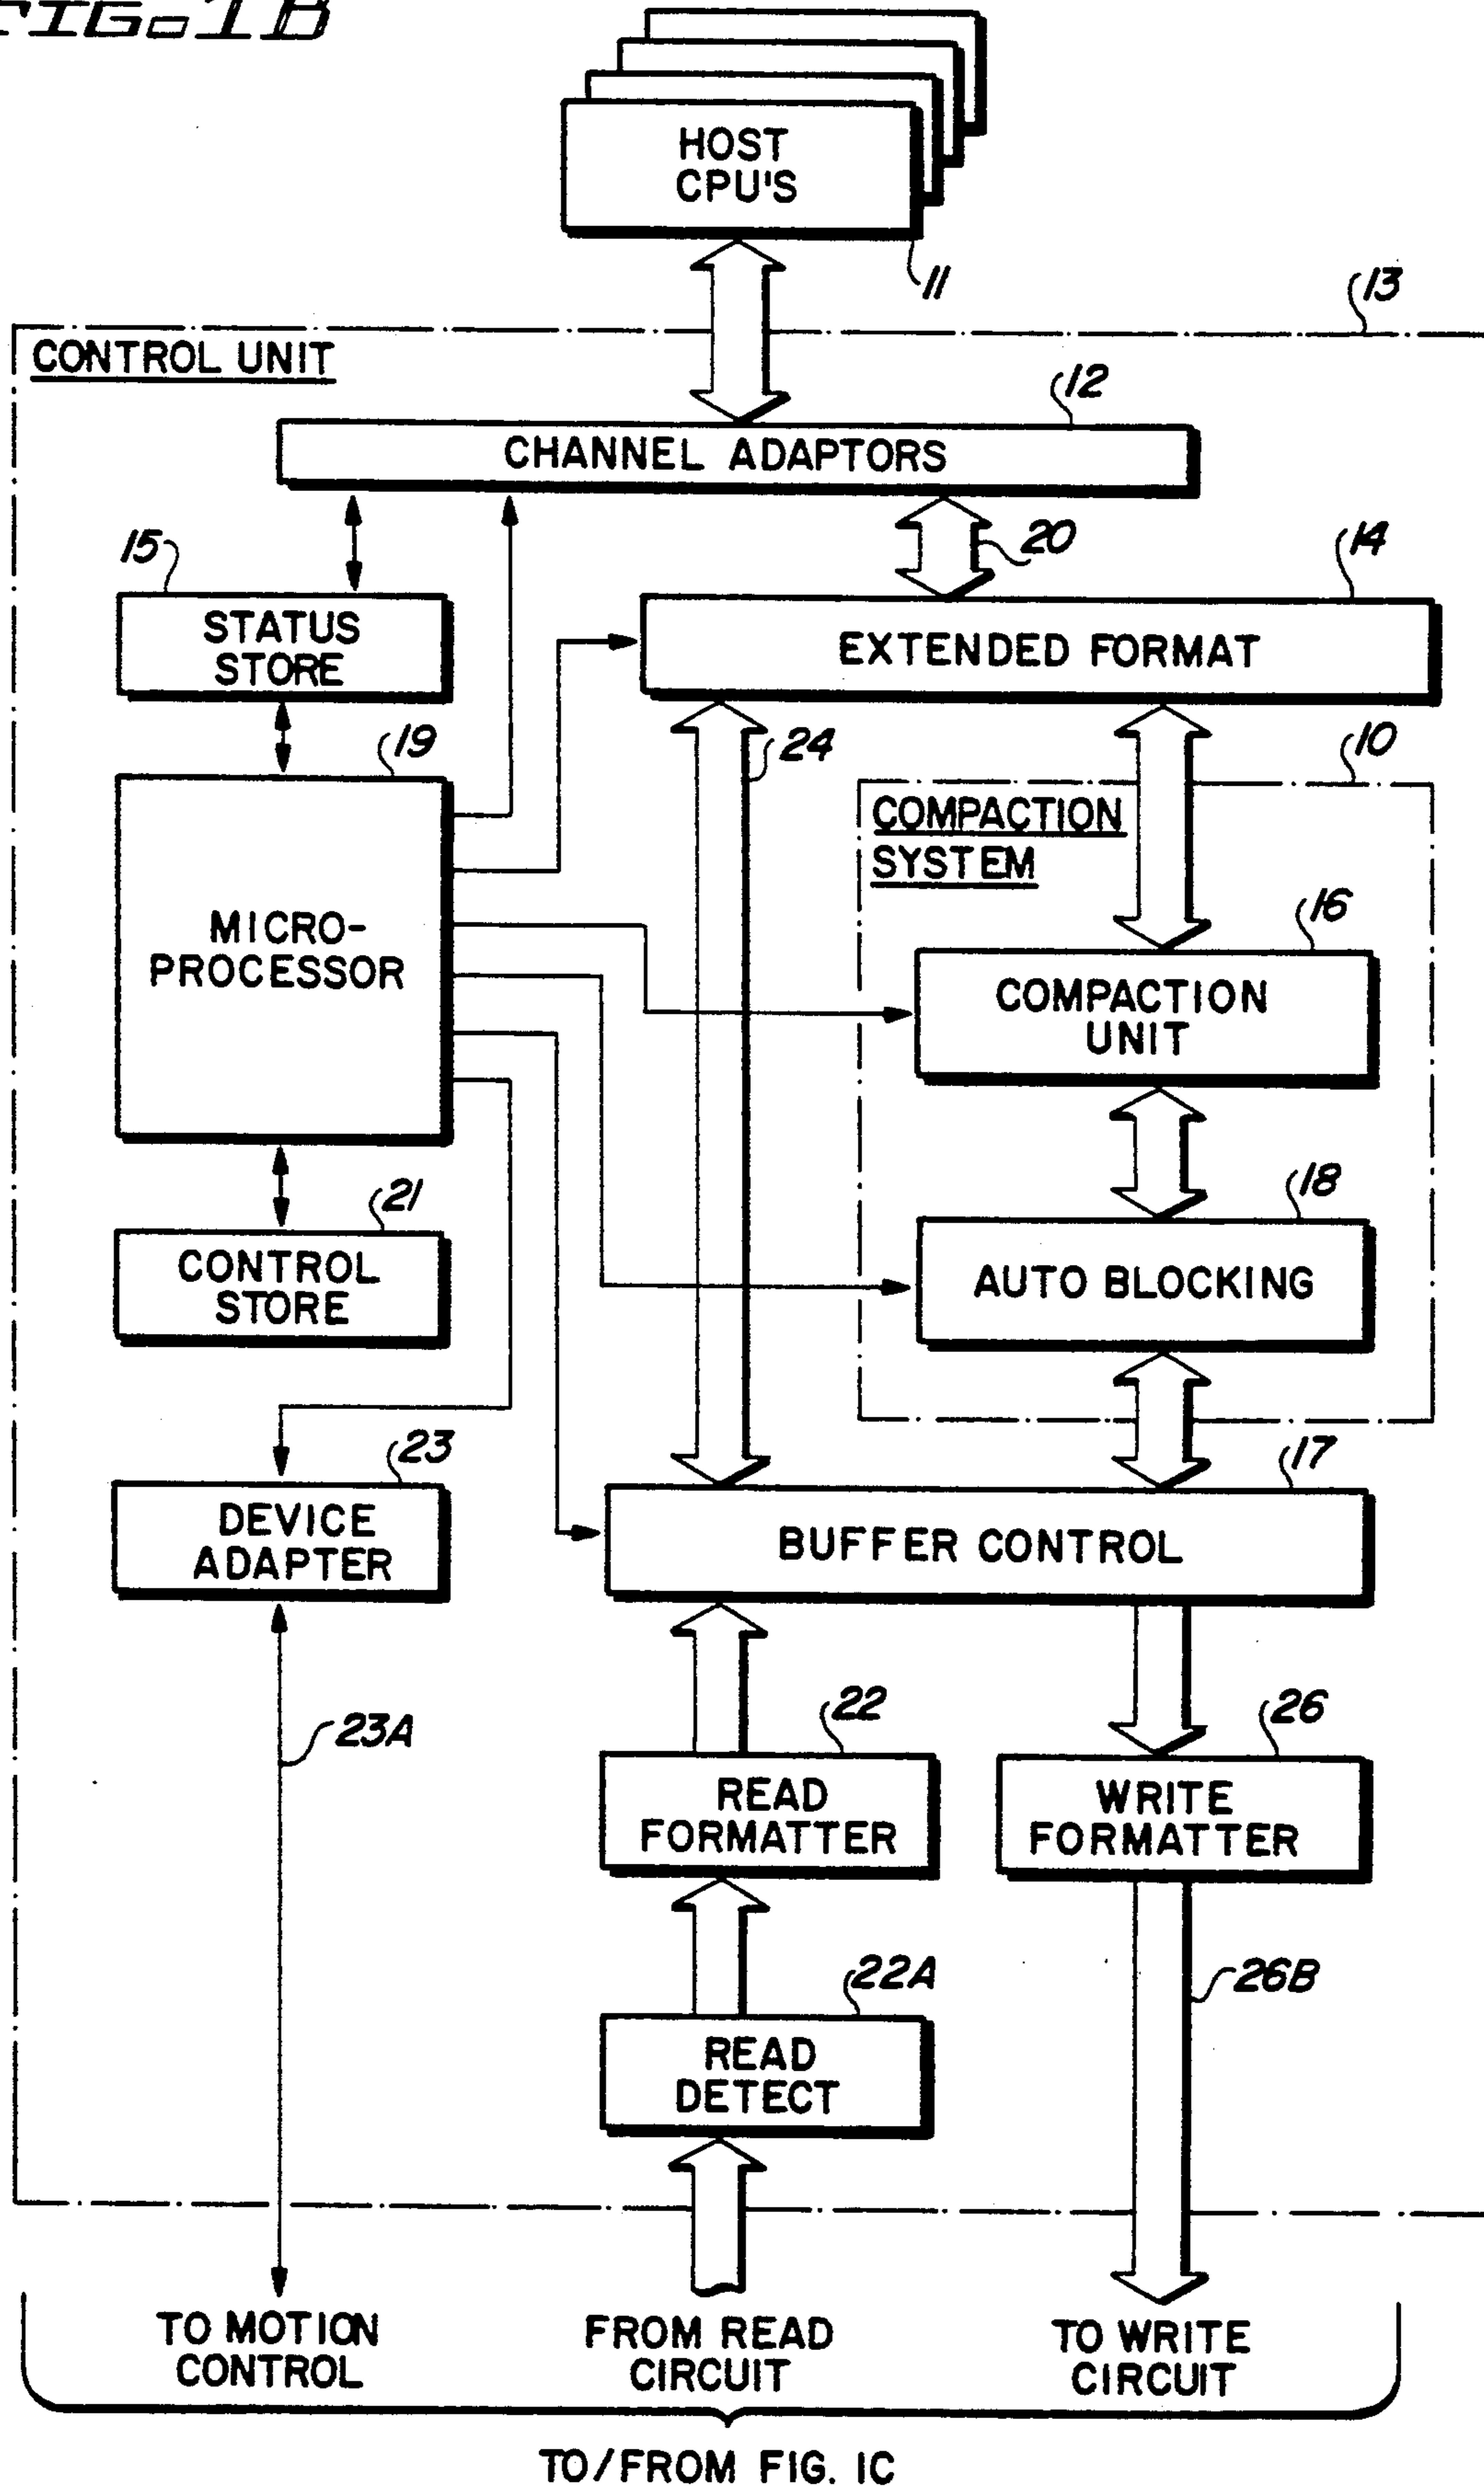 FIG. 1B
HOST
CPU'S
11
13
CONTROL UNIT
12
CHANNEL ADAPTORS
15
20
14
STATUS
STORE
EXTENDED FORMAT
19
24
10
COMPACTION
SYSTEM
MICRO-
PROCESSOR
16
COMPACTION
UNIT
21
18
CONTROL
STORE
AUTO BLOCKING
23
17
DEVICE
ADAPTER
BUFFER CONTROL
23A
22
26
READ
FORMATTER
WRITE
FORMATTER
22A
26B
READ
DETECT
TO MOTION
CONTROL
FROM READ
CIRCUIT
TO WRITE
CIRCUIT
TO/FROM FIG. 1C